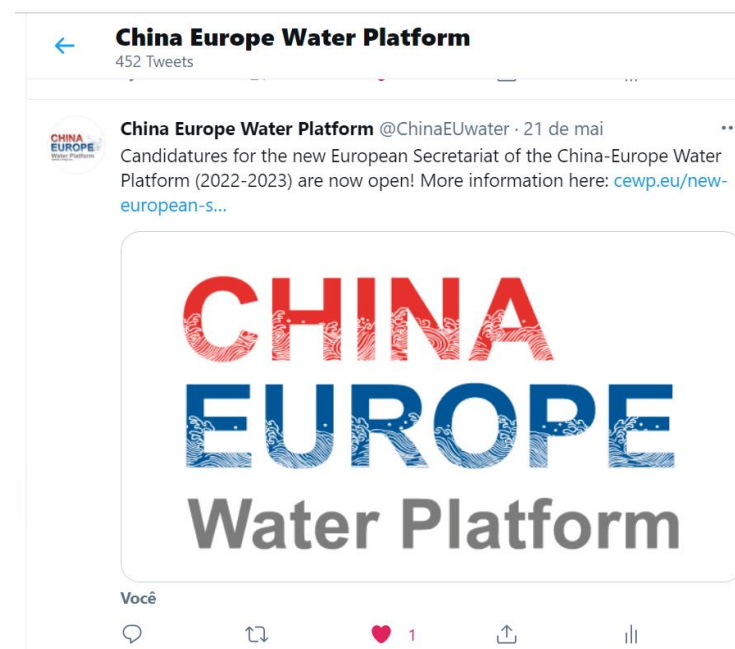 China Europe Water Platform
452 Tweets
CHINA
EUROPE
Water Platform
China Europe Water Platform @ChinaEUwater · 21 de mai
Candidatures for the new European Secretariat of the China-Europe Water
Platform (2022-2023) are now open! More information here: cewp.eu/new-
european-s...
CHINA
EUROPE
Water Platform
Você
1